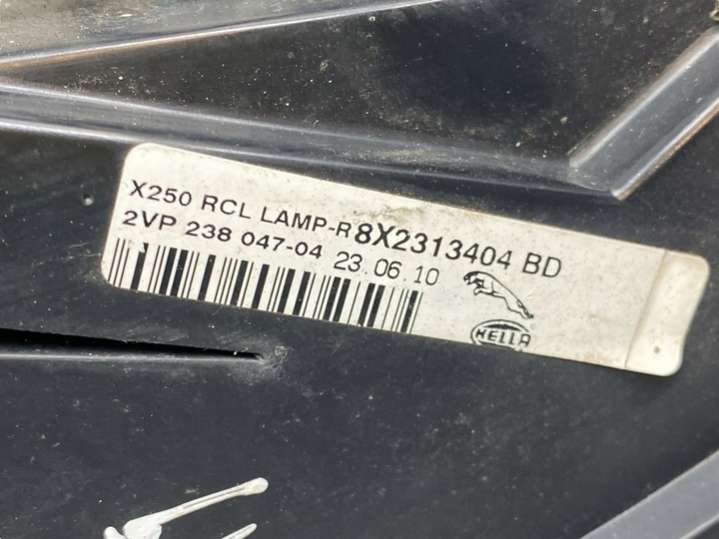 X250 RCL LAMP-R 8X2313404 BD
2VP 238 047-04 23.06.10
HELLA